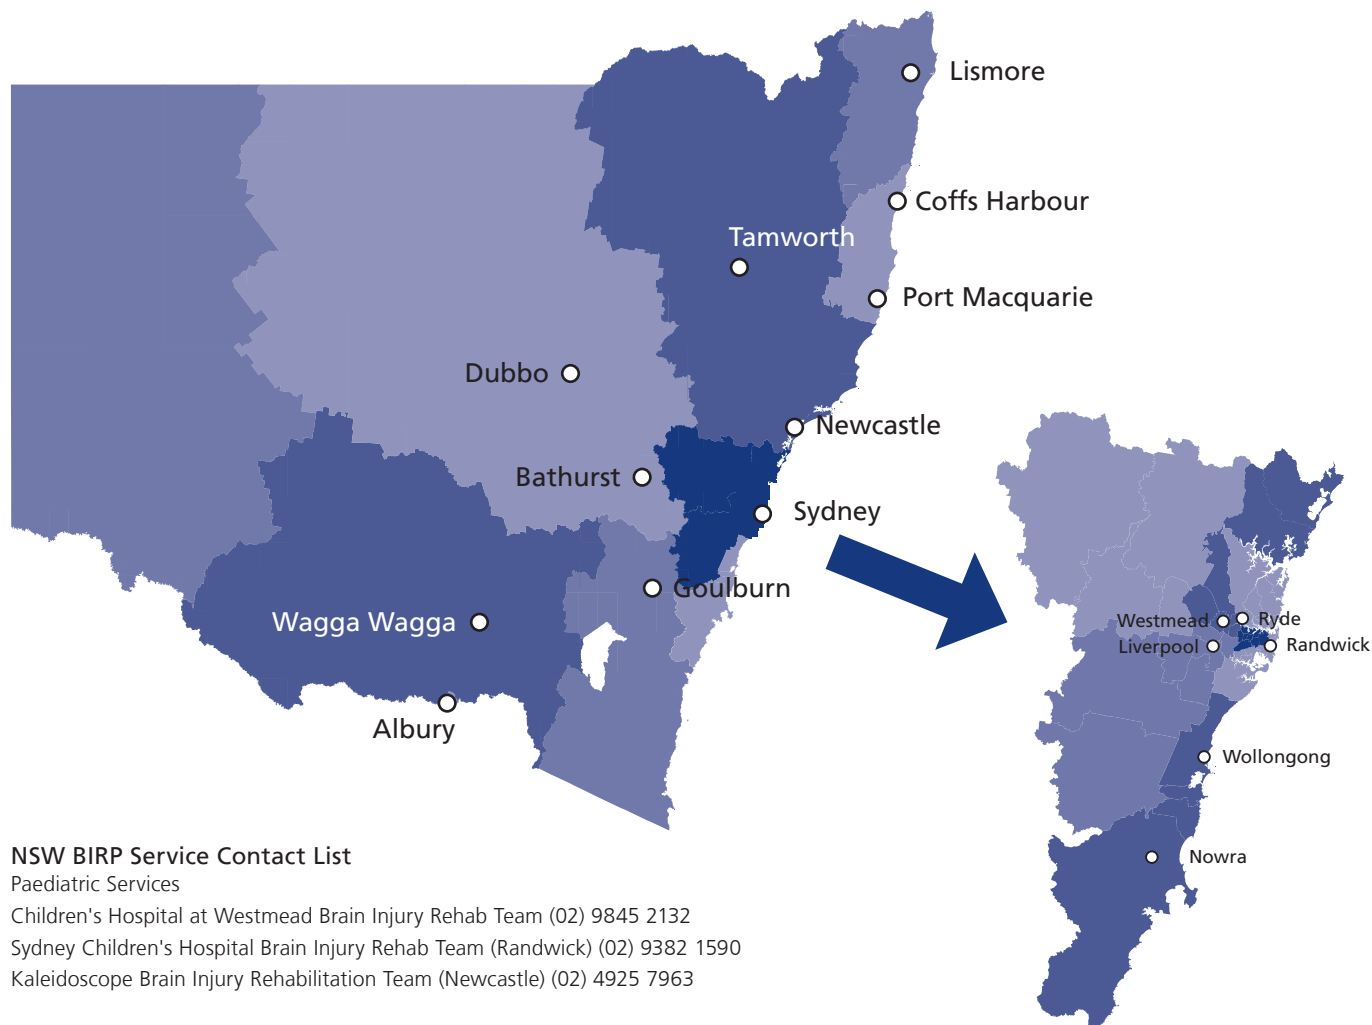 Lismore
Coffs Harbour
Tamworth
Port Macquarie
Dubbo
Newcastle
Bathurst
Sydney
Goulburn
Wagga Wagga
Albury
Westmead
Ryde
Liverpool
Randwick
Wollongong
Nowra
NSW BIRP Service Contact List
Paediatric Services
Children's Hospital at Westmead Brain Injury Rehab Team (02) 9845 2132
Sydney Children's Hospital Brain Injury Rehab Team (Randwick) (02) 9382 1590
Kaleidoscope Brain Injury Rehabilitation Team (Newcastle) (02) 4925 7963